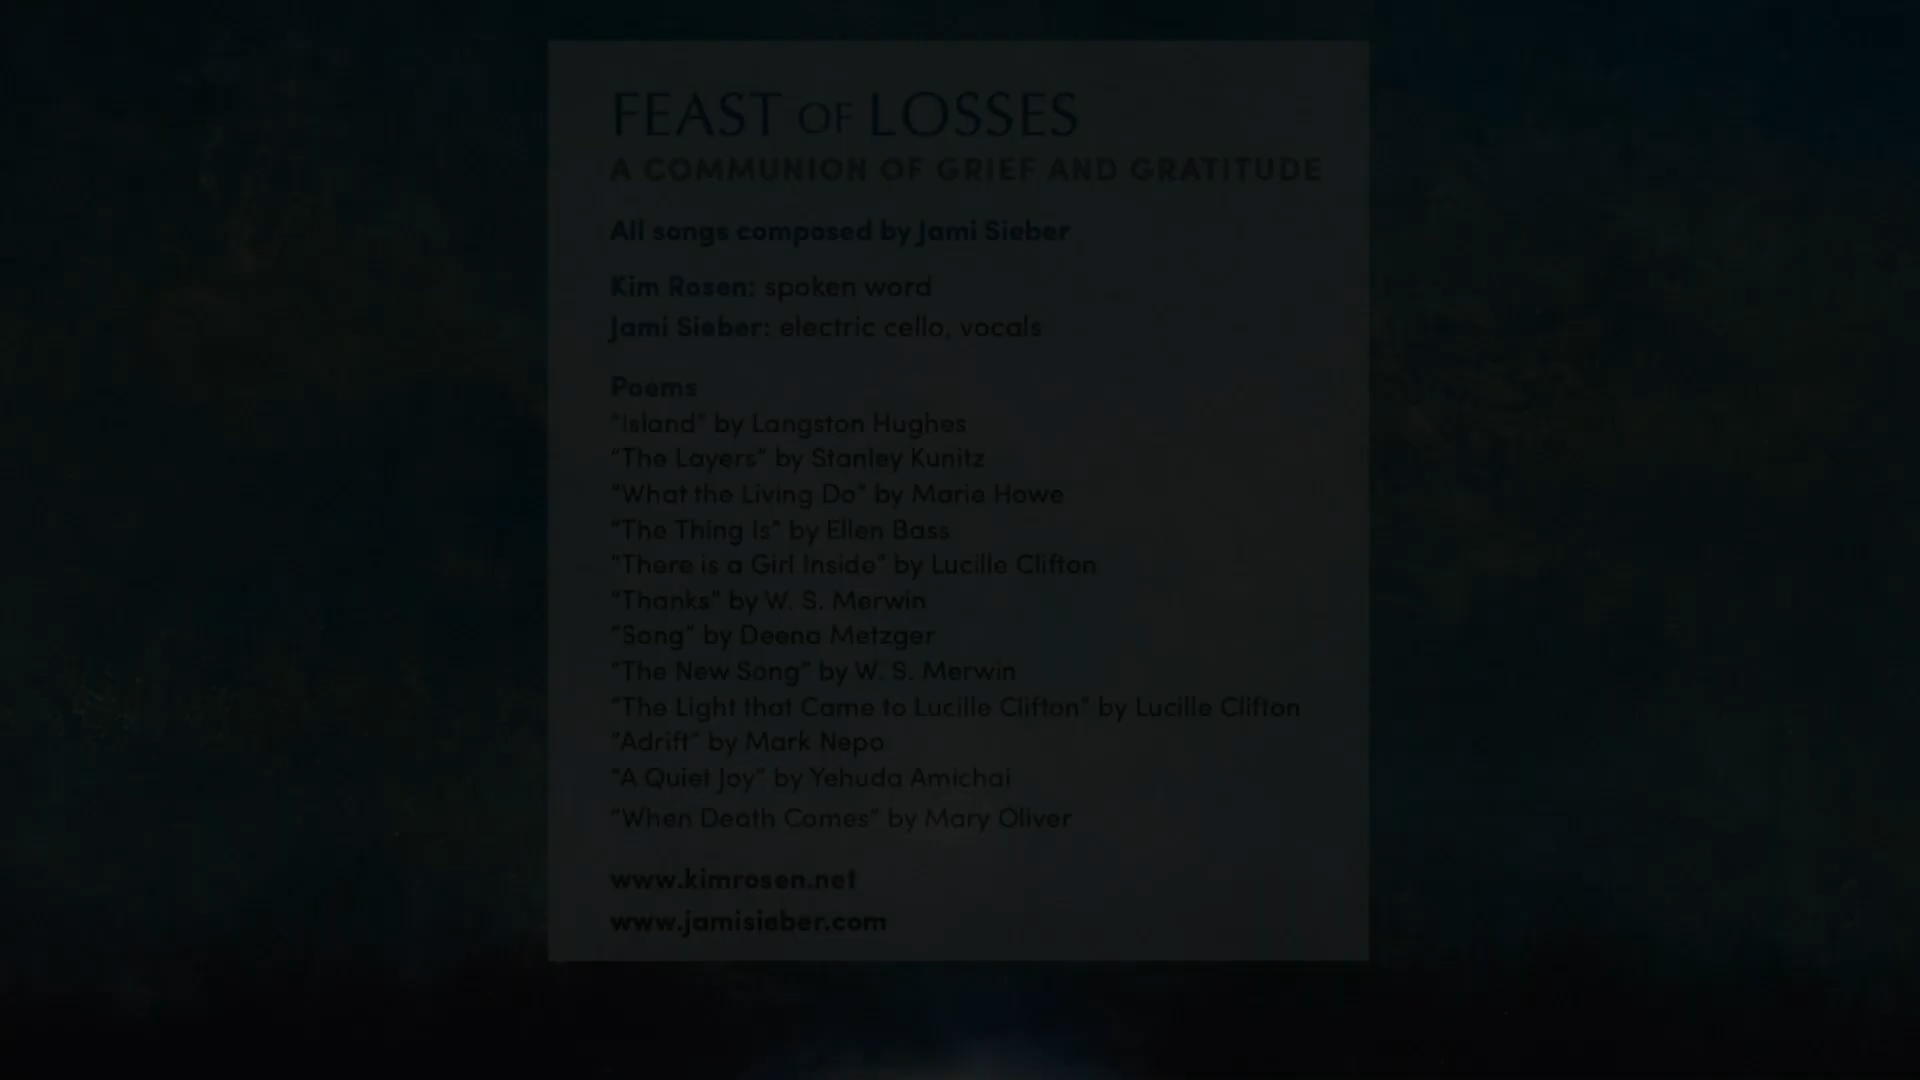 FEAST OF LOSSES
A COMMUNION OF GRIEF AND GRATITUDE
All songs composed by Jami Sieber
Kim Rosen: spoken word
Jami Sieber: electric cello, vocals
Poems
"Island" by Langston Hughes
"The Layers" by Stanley Kunitz
"What the Living Do" by Marie Howe
"The Thing Is" by Ellen Bass
"There is a Girl Inside" by Lucille Clifton
"Thanks" by W. S. Merwin
"Song" by Deena Metzger
"The New Song" by W. S. Merwin
"The Light that Came to Lucille Clifton" by Lucille Clifton
"Adrift" by Mark Nepo
"A Quiet Joy" by Yehuda Amichai
"When Death Comes" by Mary Oliver
www.kimrosen.net
www.jamisieber.com